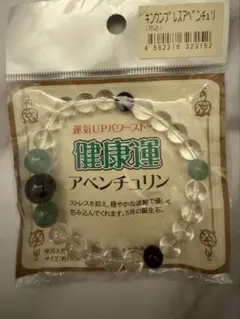 ｷﾝｶﾝﾌﾞﾚｽｱﾍﾞﾝﾁｭﾘ
4 562276 323152
運気UPパワーストーン
健康運
アベンチュリン
ストレスを抑え、穏やかな波動で優しく
包み込んでくれます。5月の誕生石。